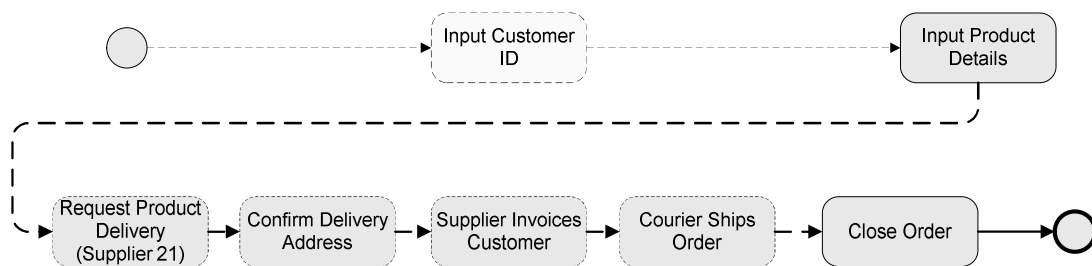 Input Customer
ID
Input Product
Details
Request Product
Delivery
(Supplier 21)
Confirm Delivery
Address
Supplier Invoices
Customer
Courier Ships
Order
Close Order